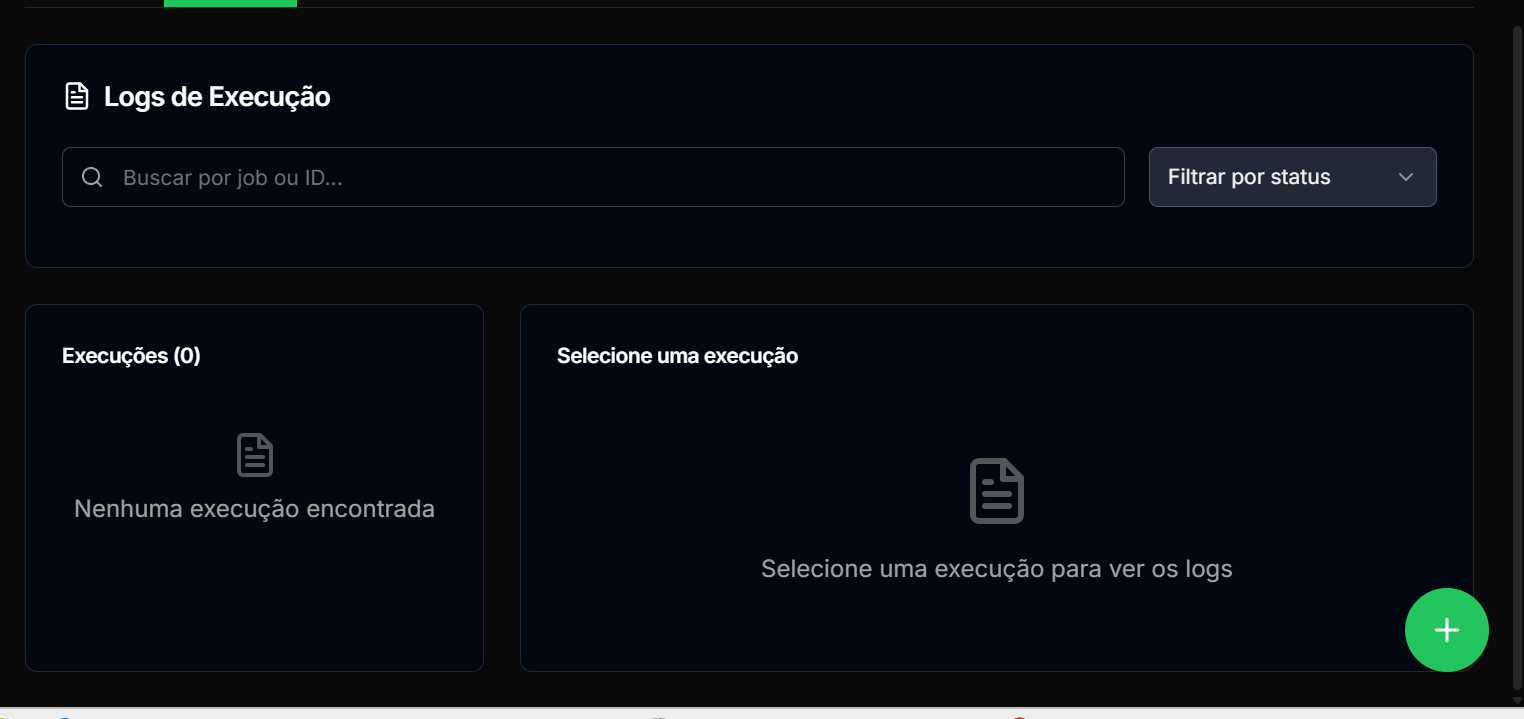 Logs de Execução
Buscar por job ou ID...
Filtrar por status
Execuções (0)
Nenhuma execução encontrada
Selecione uma execução
Selecione uma execução para ver os logs